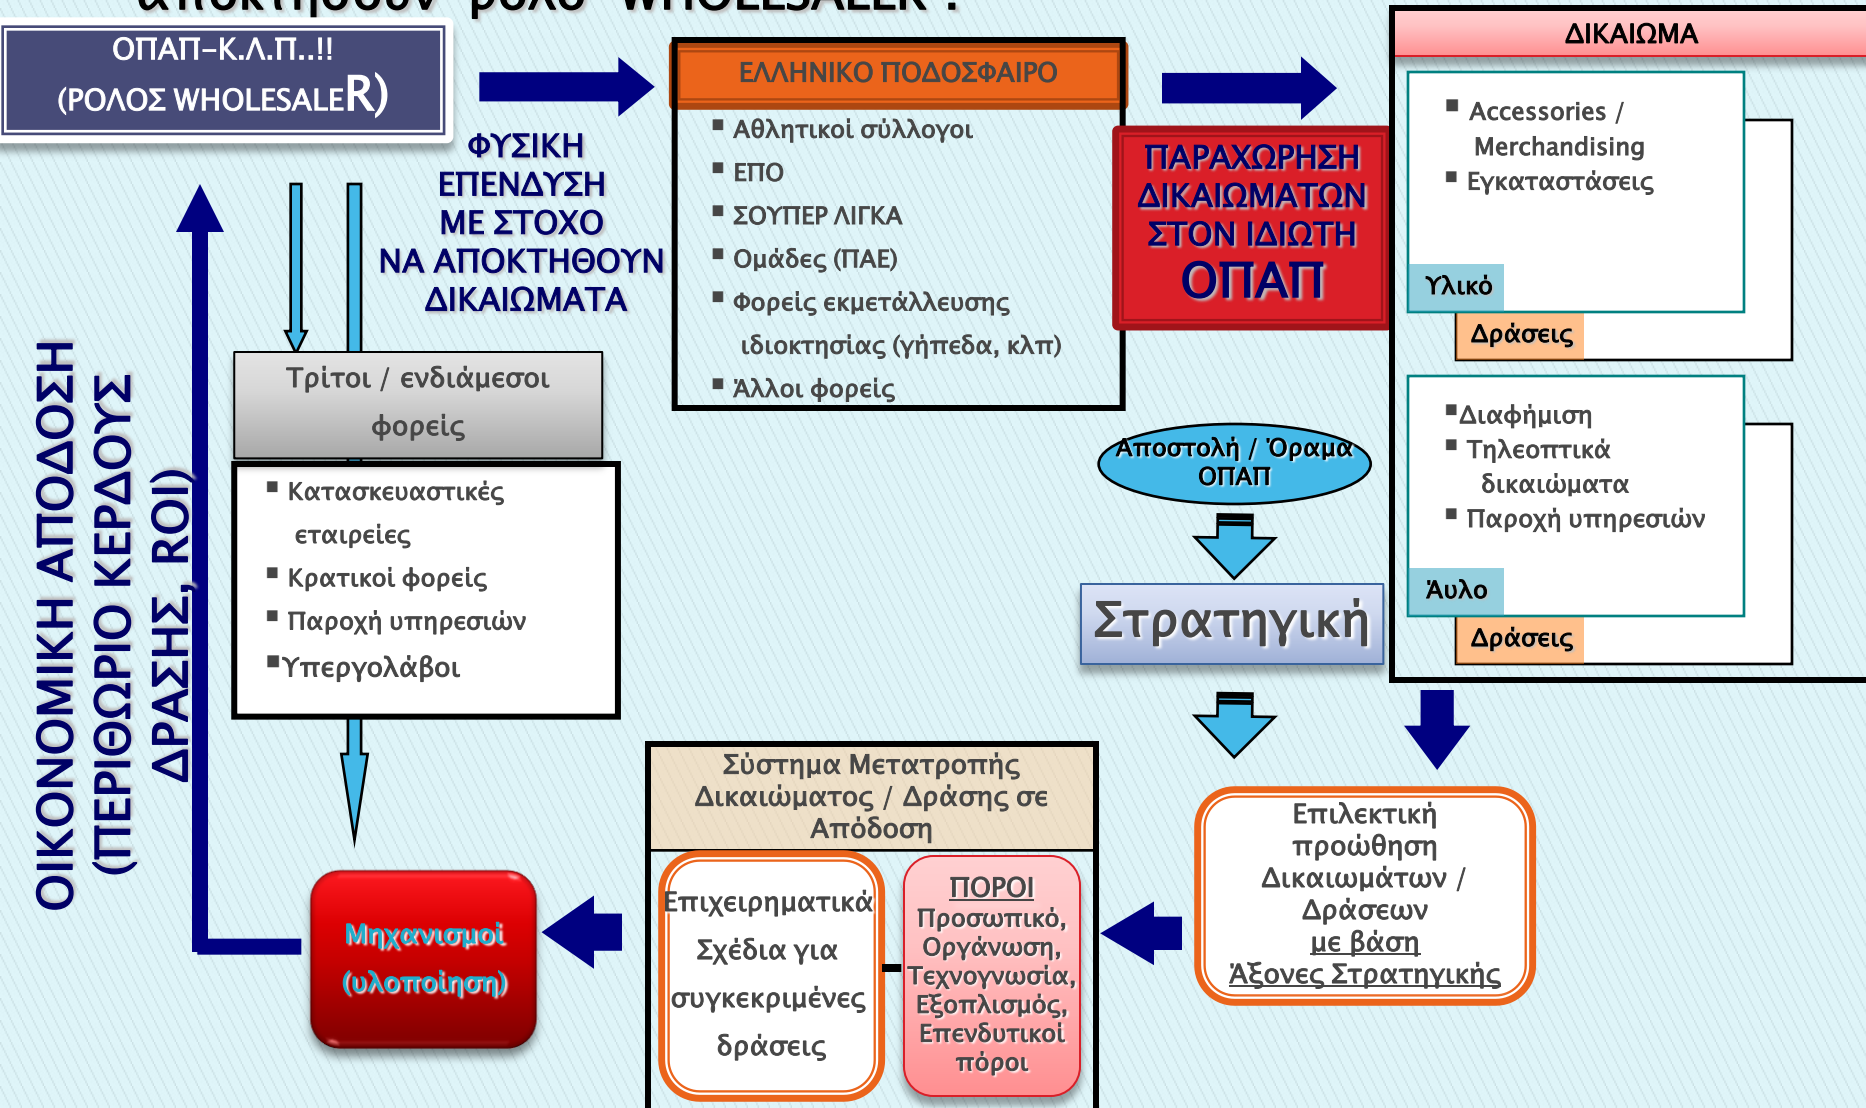 αποκτήσουν ρόλο WHOLESALER .
ΟΠΑΠ-Κ.Λ.Π..!!
(ΡΟΛΟΣ WHOLESALER)
ΦΥΣΙΚΗ
ΕΠΕΝΔΥΣΗ
ΜΕ ΣΤΟΧΟ
ΝΑ ΑΠΟΚΤΗΘΟΥΝ
ΔΙΚΑΙΩΜΑΤΑ
ΕΛΛΗΝΙΚΟ ΠΟΔΟΣΦΑΙΡΟ
▪ Αθλητικοί σύλλογοι
▪ ΕΠΟ
▪ ΣΟΥΠΕΡ ΛΙΓΚΑ
▪ Ομάδες (ΠΑΕ)
▪ Φορείς εκμετάλλευσης
ιδιοκτησίας (γήπεδα, κλπ)
▪ Άλλοι φορείς
ΠΑΡΑΧΩΡΗΣΗ
ΔΙΚΑΙΩΜΑΤΩΝ
ΣΤΟΝ ΙΔΙΩΤΗ
ΟΠΑΠ
ΔΙΚΑΙΩΜΑ
▪ Accessories /
Merchandising
▪ Εγκαταστάσεις
Υλικό
Δράσεις
▪Διαφήμιση
▪ Τηλεοπτικά
δικαιώματα
▪ Παροχή υπηρεσιών
Άυλο
Δράσεις
Αποστολή / Όραμα
ΟΠΑΠ
Στρατηγική
Επιλεκτική
προώθηση
Δικαιωμάτων /
Δράσεων
με βάση
Άξονες Στρατηγικής
Σύστημα Μετατροπής
Δικαιώματος / Δράσης σε
Απόδοση
Επιχειρηματικά
Σχέδια για
συγκεκριμένες
δράσεις
ΠΟΡΟΙ
Προσωπικό,
Οργάνωση,
Τεχνογνωσία,
Εξοπλισμός,
Επενδυτικοί
πόροι
Τρίτοι / ενδιάμεσοι
φορείς
▪ Κατασκευαστικές
εταιρείες
▪ Κρατικοί φορείς
▪ Παροχή υπηρεσιών
▪Υπεργολάβοι
Μηχανισμοί
(υλοποίηση)
ΟΙΚΟΝΟΜΙΚΗ ΑΠΟΔΟΣΗ
(ΠΕΡΙΘΩΡΙΟ ΚΕΡΔΟΥΣ
ΔΡΑΣΗΣ, ROI)